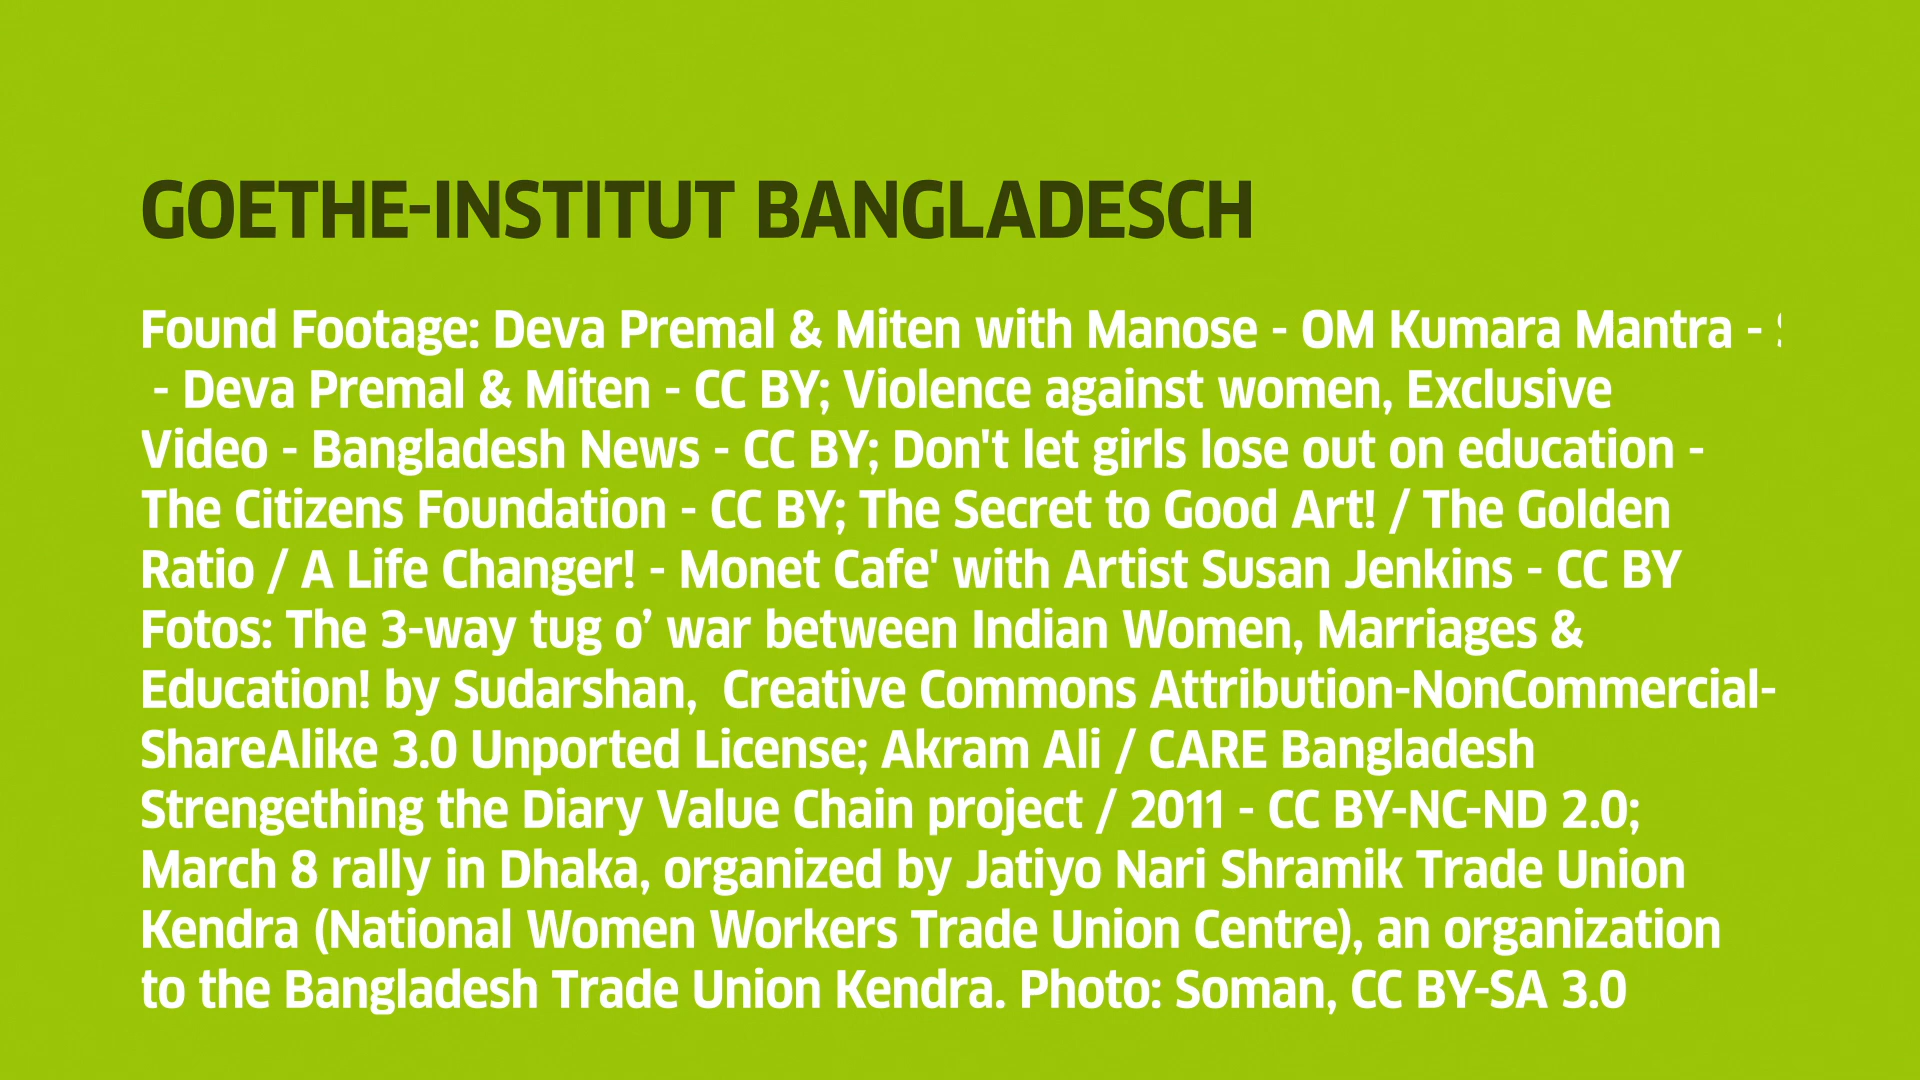 GOETHE-INSTITUT BANGLADESCH
Found Footage: Deva Premal & Miten with Manose - OM Kumara Mantra -
- Deva Premal & Miten - CC BY; Violence against women, Exclusive
Video - Bangladesh News - CC BY; Don't let girls lose out on education -
The Citizens Foundation - CC BY; The Secret to Good Art! / The Golden
Ratio / A Life Changer! - Monet Cafe' with Artist Susan Jenkins - CC BY
Fotos: The 3-way tug o’ war between Indian Women, Marriages &
Education! by Sudarshan,  Creative Commons Attribution-NonCommercial-
ShareAlike 3.0 Unported License; Akram Ali / CARE Bangladesh
Strengething the Diary Value Chain project / 2011 - CC BY-NC-ND 2.0;
March 8 rally in Dhaka, organized by Jatiyo Nari Shramik Trade Union
Kendra (National Women Workers Trade Union Centre), an organization
to the Bangladesh Trade Union Kendra. Photo: Soman, CC BY-SA 3.0